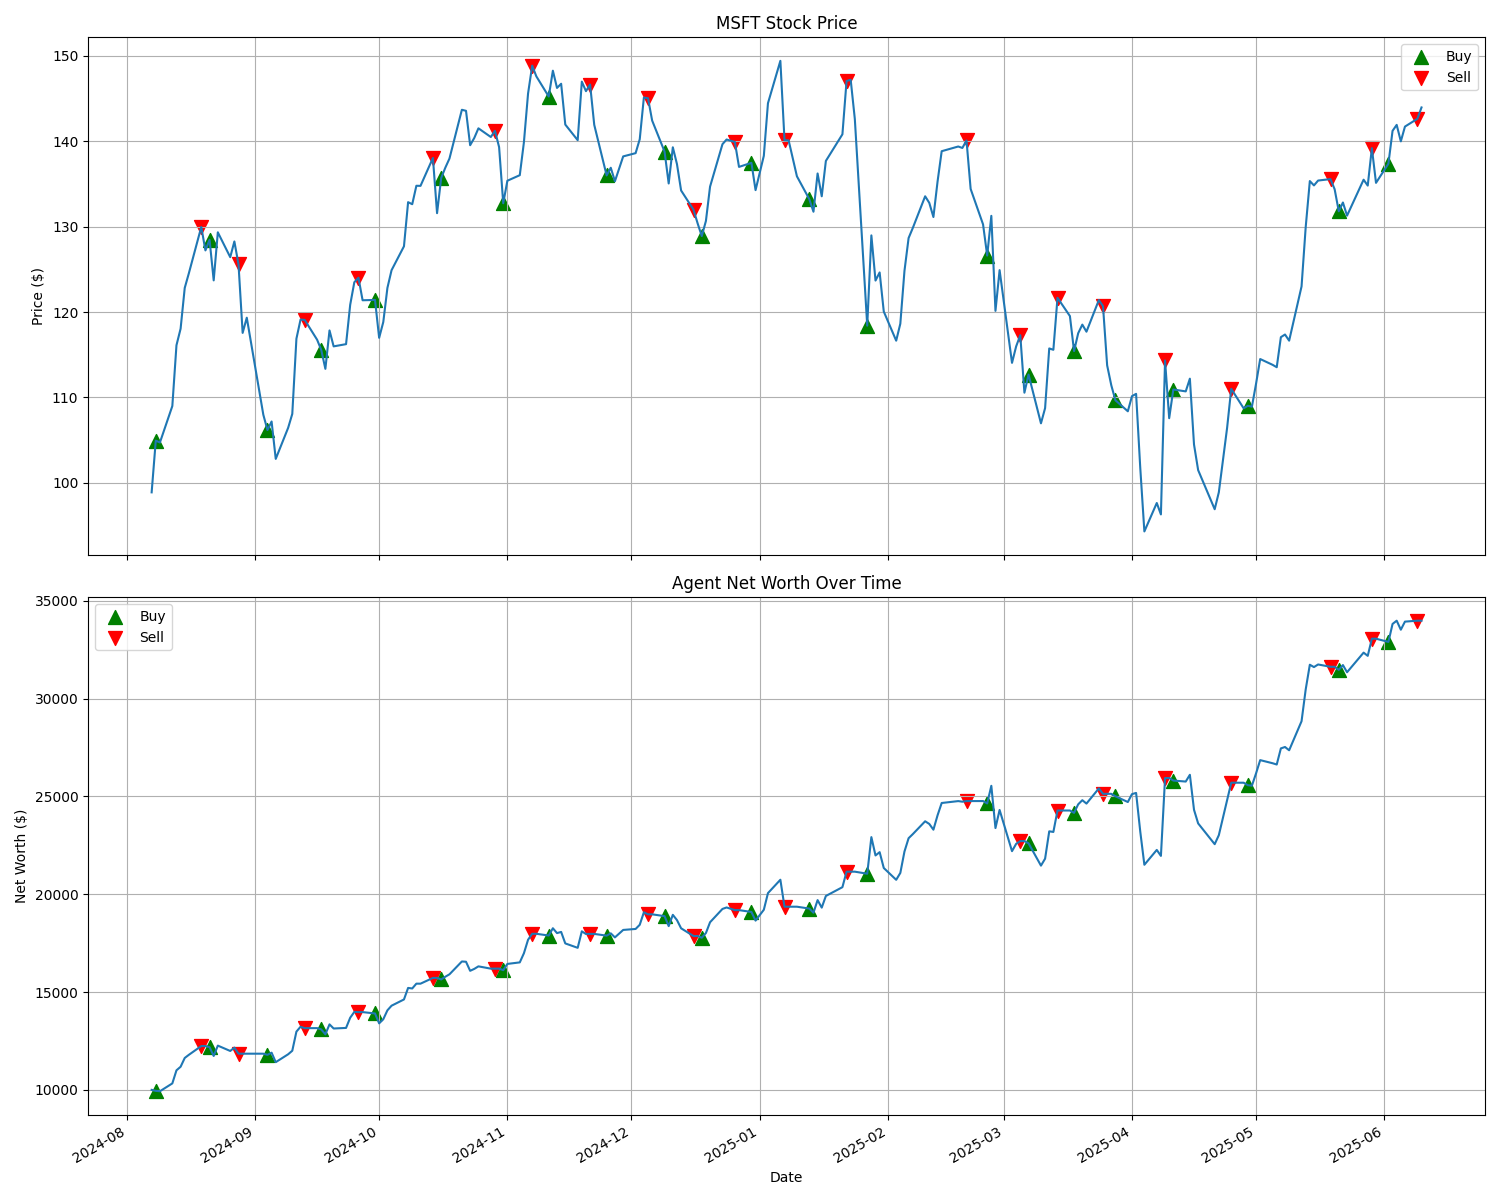 MSFT Stock Price
Buy
Sell
150
140
130
120
110
100
Price ($)
Agent Net Worth Over Time
Buy
Sell
35000
30000
25000
20000
15000
10000
Net Worth ($)
2024-08
2024-09
2024-10
2024-11
2024-12
2025-01
2025-02
2025-03
2025-04
2025-05
2025-06
Date